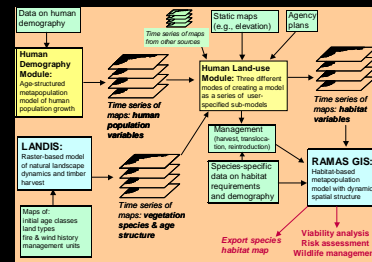 Data on human
demography
Time series of
maps from other
sources
Static maps
(e.g., elevation)
Agency
plans
Human
Demography
Module:
Age-structured
metapopulation
model of human
population growth
Time series of
maps: human
population
variables
Human Land-use
Module: Three different
modes of creating a model
as a series of user-
specified sub-models
Time series of
maps: habitat
variables
Management
(harvest, transloca-
tion, reintroduction)
LANDIS:
Raster-based model
of natural landscape
dynamics and timber
harvest
Species-specific
data on habitat
requirements
and demography
RAMAS GIS:
Habitat-based
metapopulation
model with dynamic
spatial structure
Maps of:
initial age classes
land types
fire & wind history
management units
Time series of
maps: vegetation
species & age
structure
Export species
habitat map
Viability analysis
Risk assessment
Wildlife management